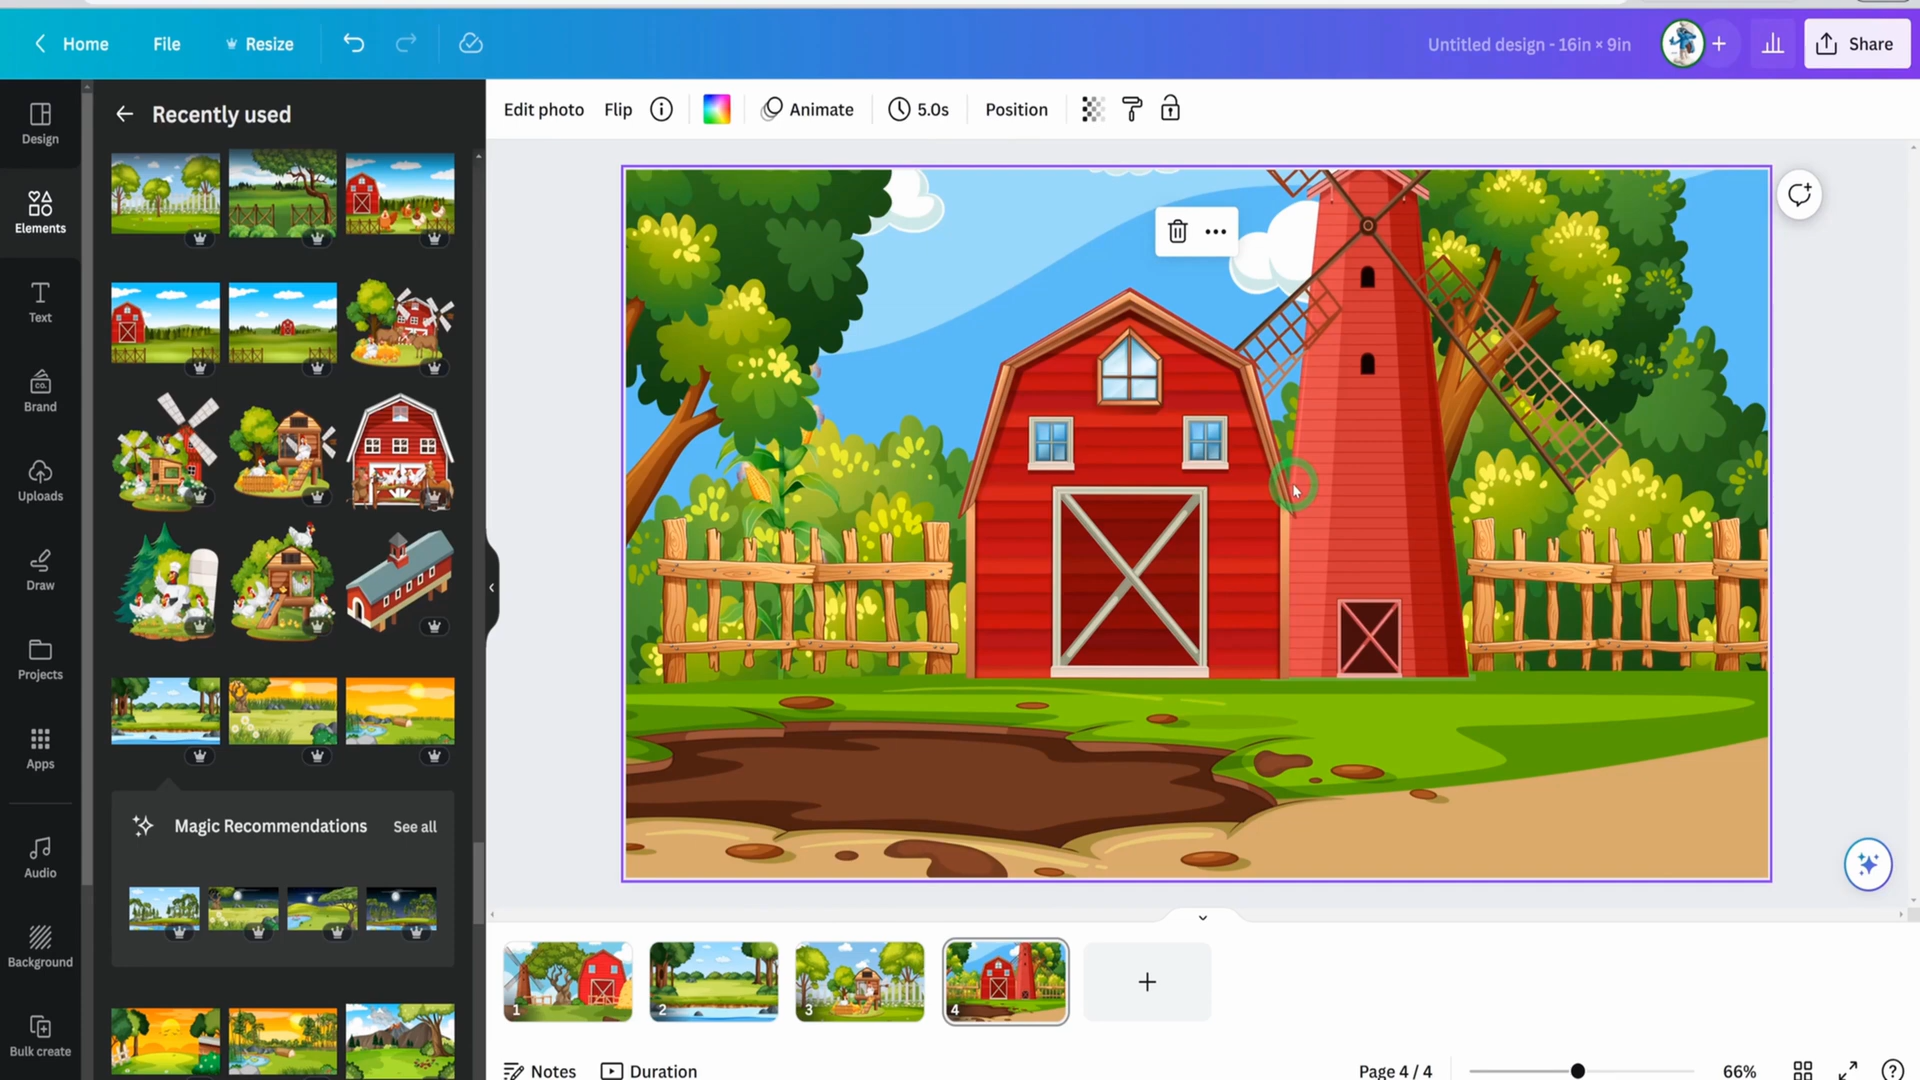 Home
File
Resize
Untitled design - 16in × 9in
+
Share
Design
Elements
Text
Brand
CO.
Uploads
Draw
Projects
Apps
Audio
Background
Bulk create
Recently used
Magic Recommendations
See all
Edit photo
Flip
Animate
5.0s
Position
1
2
3
4
+
Notes
Duration
Page 4 / 4
66%
?